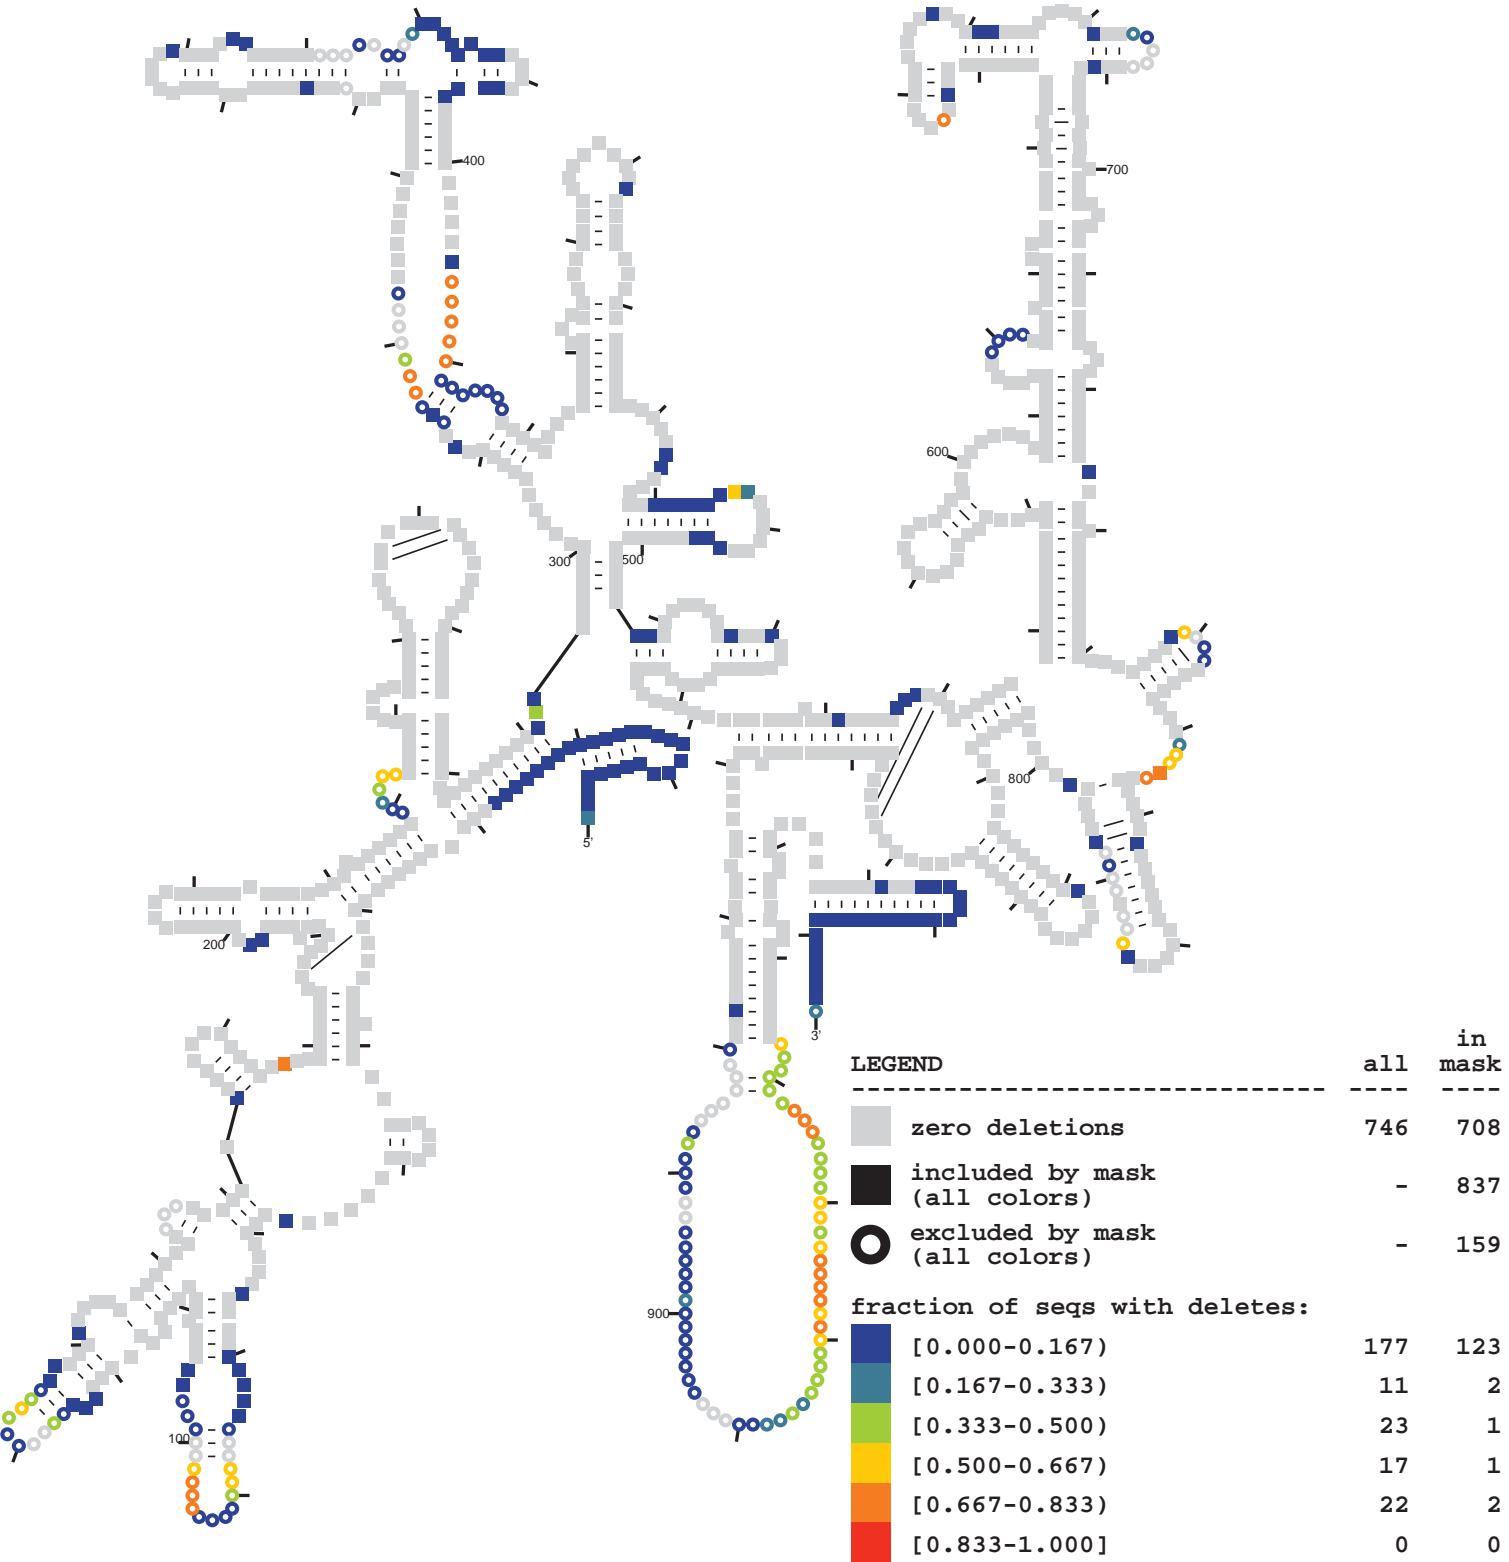 400
700
600
300
500
800
5'
200
3'
900
100
in
LEGEND all mask
zero deletions 746 708
included by mask
(all colors) - 837
excluded by mask
(all colors) - 159
fraction of seqs with deletes:
[0.000-0.167) 177 123
[0.167-0.333) 11 2
[0.333-0.500) 23 1
[0.500-0.667) 17 1
[0.667-0.833) 22 2
[0.833-1.000] 0 0